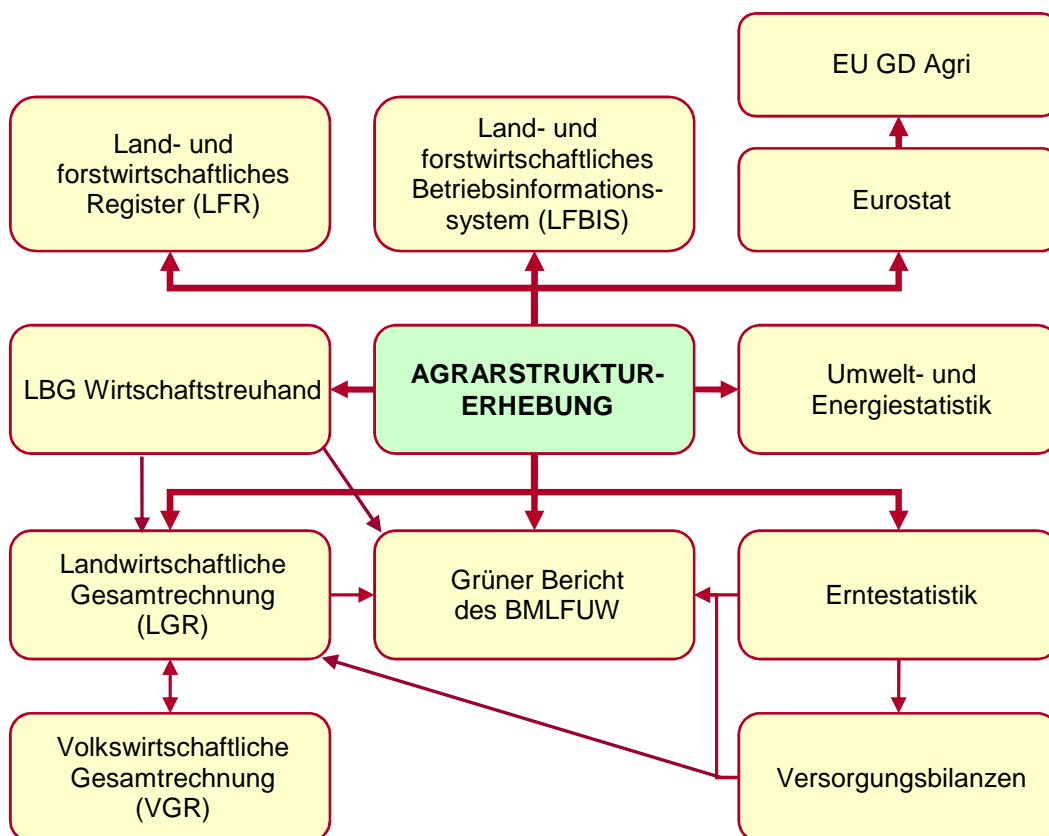 EU GD Agri
Land- und
forstwirtschaftliches
Register (LFR)
Land- und
forstwirtschaftliches
Betriebsinformations-
system (LFBIS)
Eurostat
LBG Wirtschaftstreuhand
AGRARSTRUKTUR-
ERHEBUNG
Umwelt- und
Energiestatistik
Landwirtschaftliche
Gesamtrechnung
(LGR)
Grüner Bericht
des BMLFUW
Erntestatistik
Volkswirtschaftliche
Gesamtrechnung
(VGR)
Versorgungsbilanzen